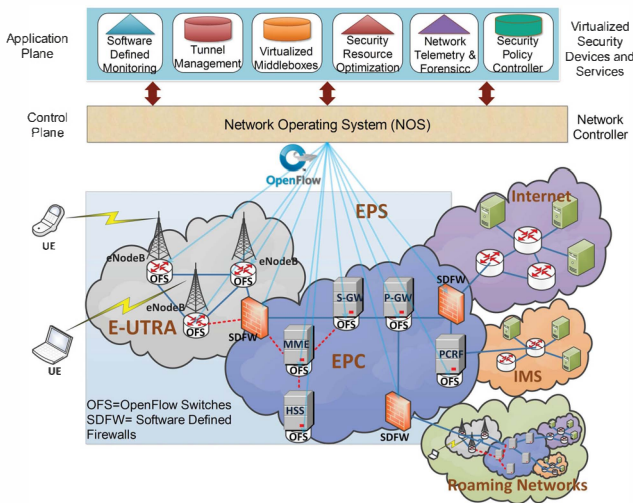 Application
Plane
Software
Defined
Monitoring
Tunnel
Management
Virtualized
Middleboxes
Security
Resource
Optimization
Network
Telemetry &
Forensicc
Security
Policy
Controller
Virtualized
Security
Devices and
Services
Control
Plane
Network Operating System (NOS)
Network
Controller
OpenFlow
EPS
Internet
UE
eNodeB
eNodeB
OFS
OFS
eNodeB
OFS
E-UTRA
SDFW
S-GW
OFS
P-GW
OFS
SDFW
MME
OFS
EPC
PCRF
OFS
IMS
UE
HSS
OFS
SDFW
OFS=OpenFlow Switches
SDFW= Software Defined
Firewalls
Roaming Networks